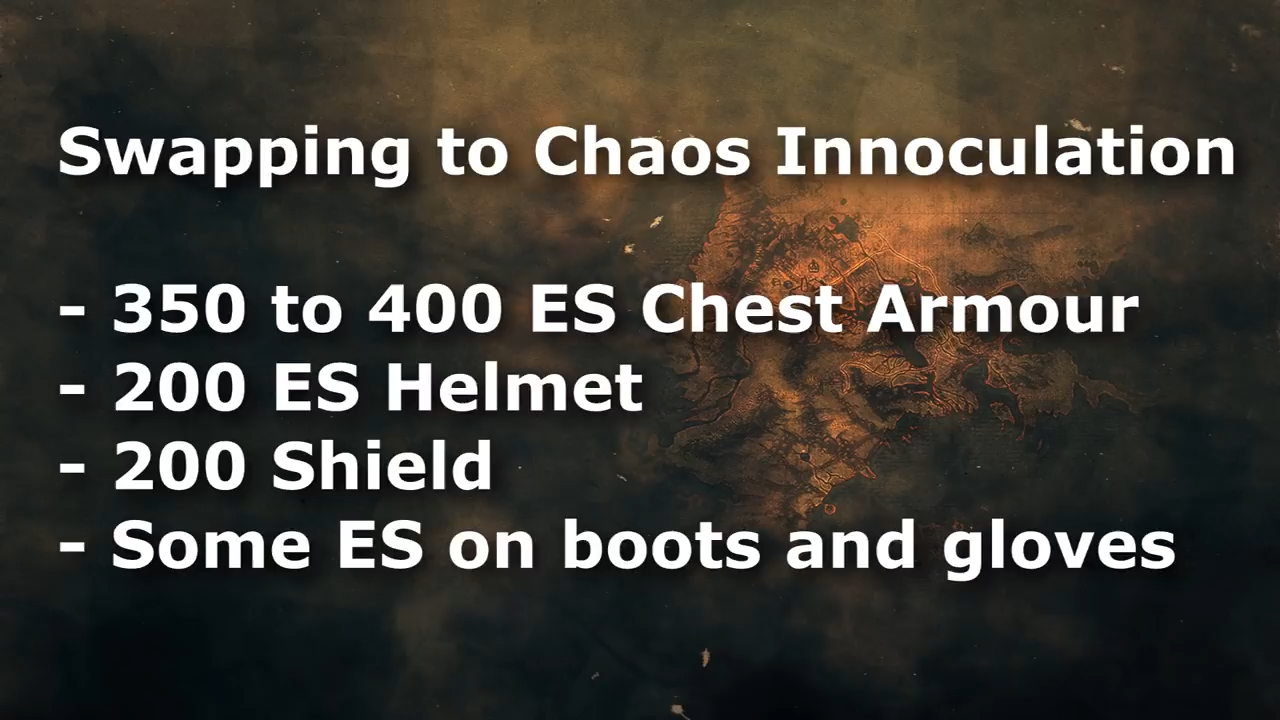 Swapping to Chaos Innoculation
- 350 to 400 ES Chest Armour
- 200 ES Helmet
- 200 Shield
- Some ES on boots and gloves